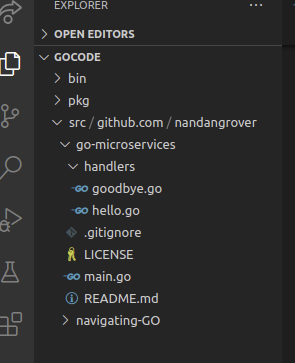 EXPLORER ...
OPEN EDITORS
GOCODE
bin
pkg
src / github.com / nandangrover
go-microservices
handlers
GO goodbye.go
GO hello.go
.gitignore
LICENSE
GO main.go
README.md
navigating-GO